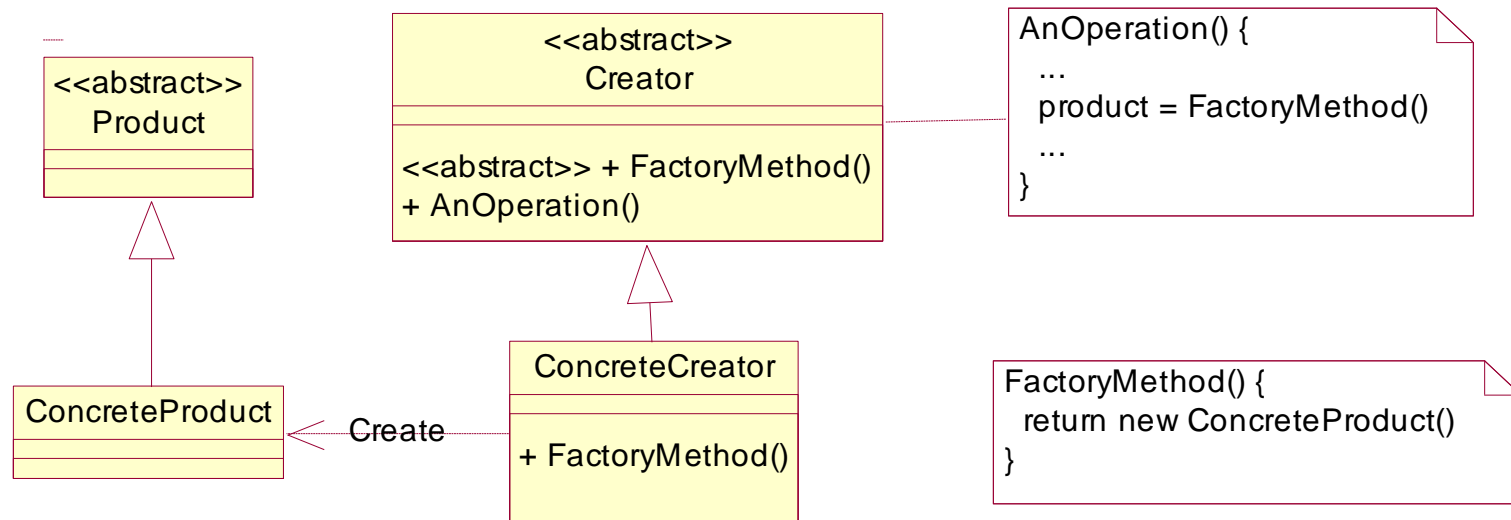 <<abstract>>
Product
<<abstract>>
Creator
<<abstract>> + FactoryMethod()
+ AnOperation()
AnOperation() {
...
product = FactoryMethod()
...
}
ConcreteProduct
Create
ConcreteCreator
+ FactoryMethod()
FactoryMethod() {
return new ConcreteProduct()
}